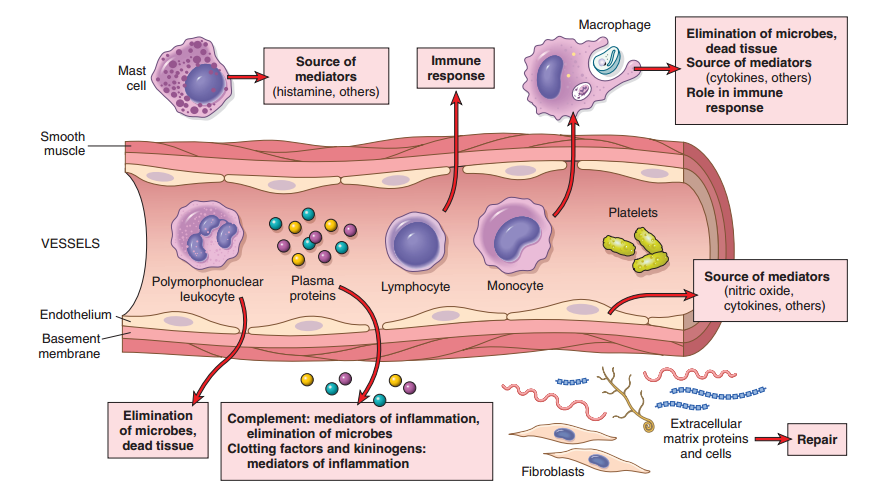 Macrophage
Elimination of microbes,
dead tissue
Source of mediators
(cytokines, others)
Role in immune
response
Mast
cell
Source of
mediators
(histamine, others)
Immune
response
Smooth
muscle
VESSELS
Platelets
Polymorphonuclear
leukocyte
Plasma
proteins
Lymphocyte
Monocyte
Source of mediators
(nitric oxide,
cytokines, others)
Endothelium
Basement
membrane
Elimination
of microbes,
dead tissue
Complement: mediators of inflammation,
elimination of microbes
Clotting factors and kininogens:
mediators of inflammation
Extracellular
matrix proteins
and cells
Repair
Fibroblasts